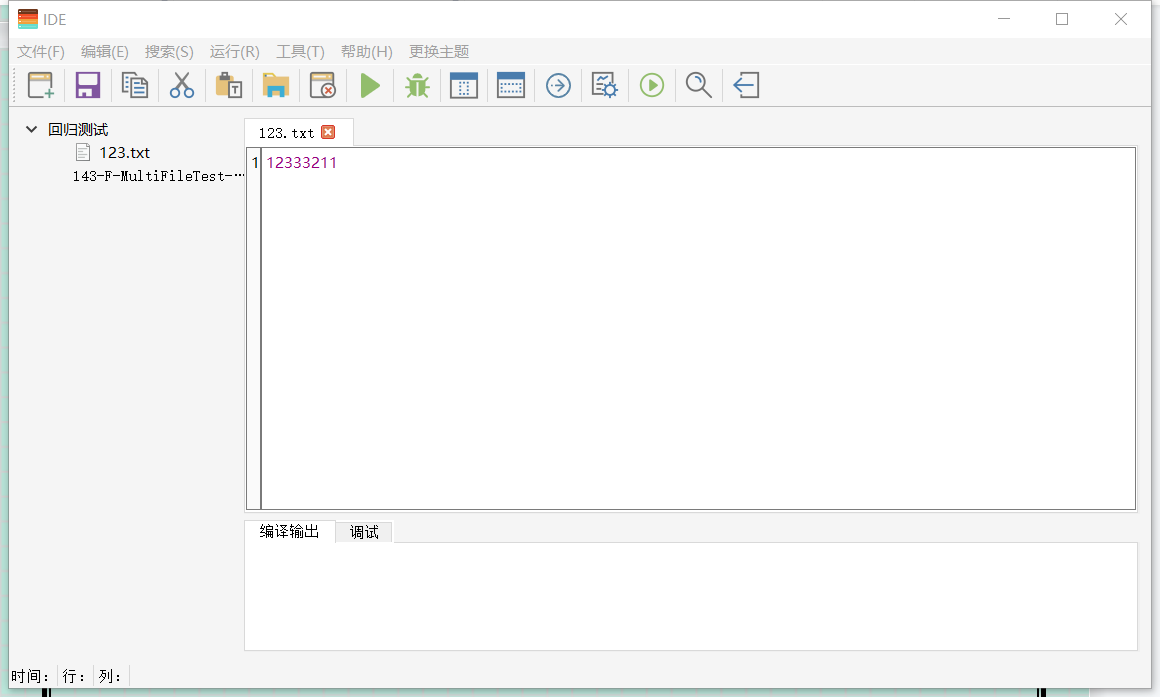 IDE
文件(F) 编辑(E) 搜索(S) 运行(R) 工具(T) 帮助(H) 更换主题
回归测试
123.txt
143-F-MultiFileTest-…
123.txt
1 12333211
编译输出 调试
时间： 行： 列：